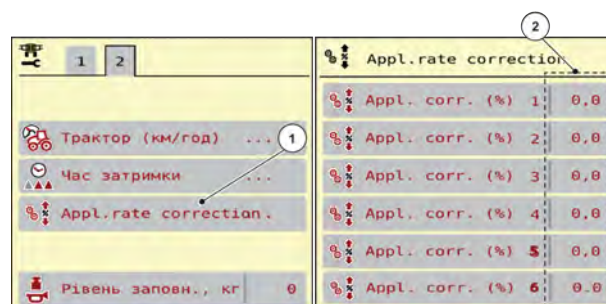 2
1 2
Трактор (км/год) ...
1
Час затримки ...
Appl.rate correction.
Рівень заповн., кг 0
Appl.rate correction
Appl. corr. (%) 1 0,0
Appl. corr. (%) 2 0,0
Appl. corr. (%) 3 0,0
Appl. corr. (%) 4 0,0
Appl. corr. (%) 5 0,0
Appl. corr. (%) 6 0.0